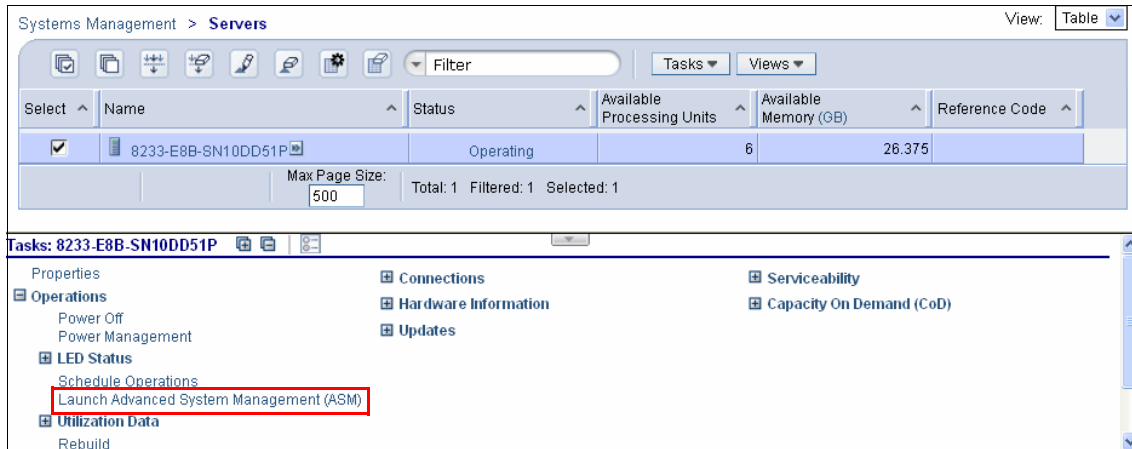 Systems Management > Servers
View: Table
Filter
Tasks
Views
Select Name Status Available Processing Units Available Memory (GB) Reference Code
8233-E8B-SN10DD51P Operating 6 26.375
Max Page Size:
500
Total: 1 Filtered: 1 Selected: 1
Tasks: 8233-E8B-SN10DD51P
Properties
Operations
Power Off
Power Management
LED Status
Schedule Operations
Launch Advanced System Management (ASM)
Utilization Data
Rebuild
Connections
Hardware Information
Updates
Serviceability
Capacity On Demand (CoD)